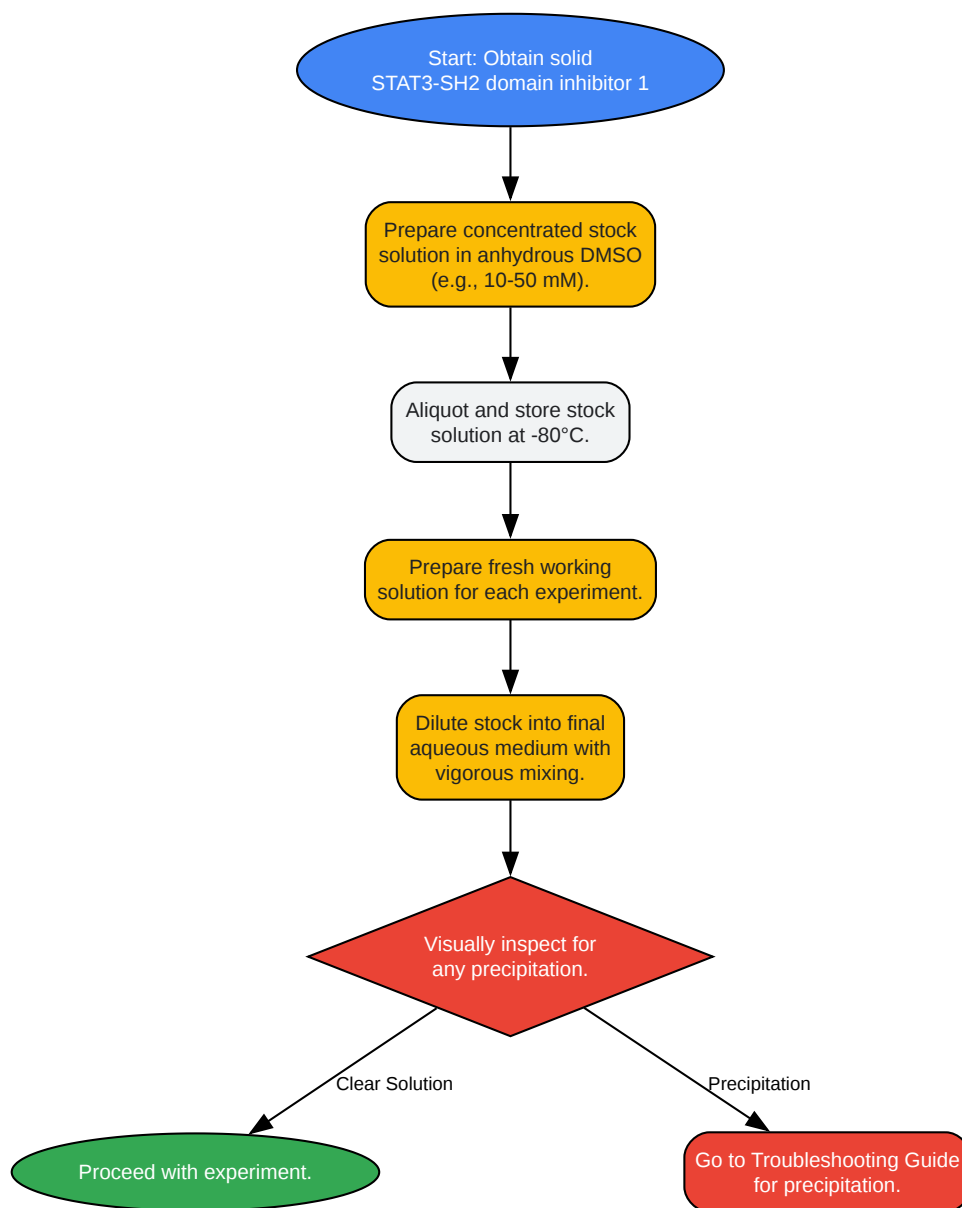 Start: Obtain solid
STAT3-SH2 domain inhibitor 1
Prepare concentrated stock
solution in anhydrous DMSO
(e.g., 10-50 mM).
Aliquot and store stock
solution at -80°C.
Prepare fresh working
solution for each experiment.
Dilute stock into final
aqueous medium with
vigorous mixing.
Visually inspect for
any precipitation.
Clear Solution
Precipitation
Proceed with experiment.
Go to Troubleshooting Guide
for precipitation.